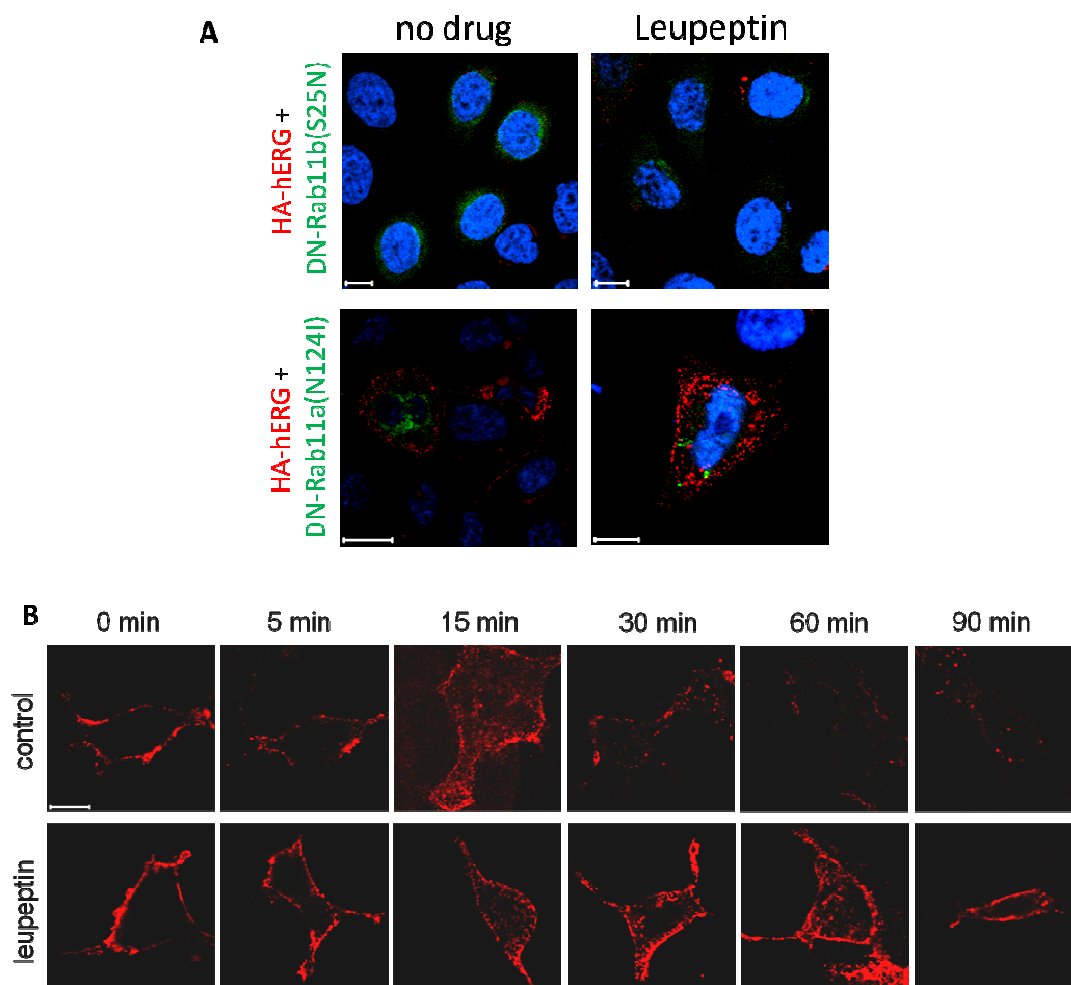 A
no drug
Leupeptin
HA-hERG +
DN-Rab11b(S25N)
HA-hERG +
DN-Rab11a(N124I)
B
0 min
5 min
15 min
30 min
60 min
90 min
control
leupeptin